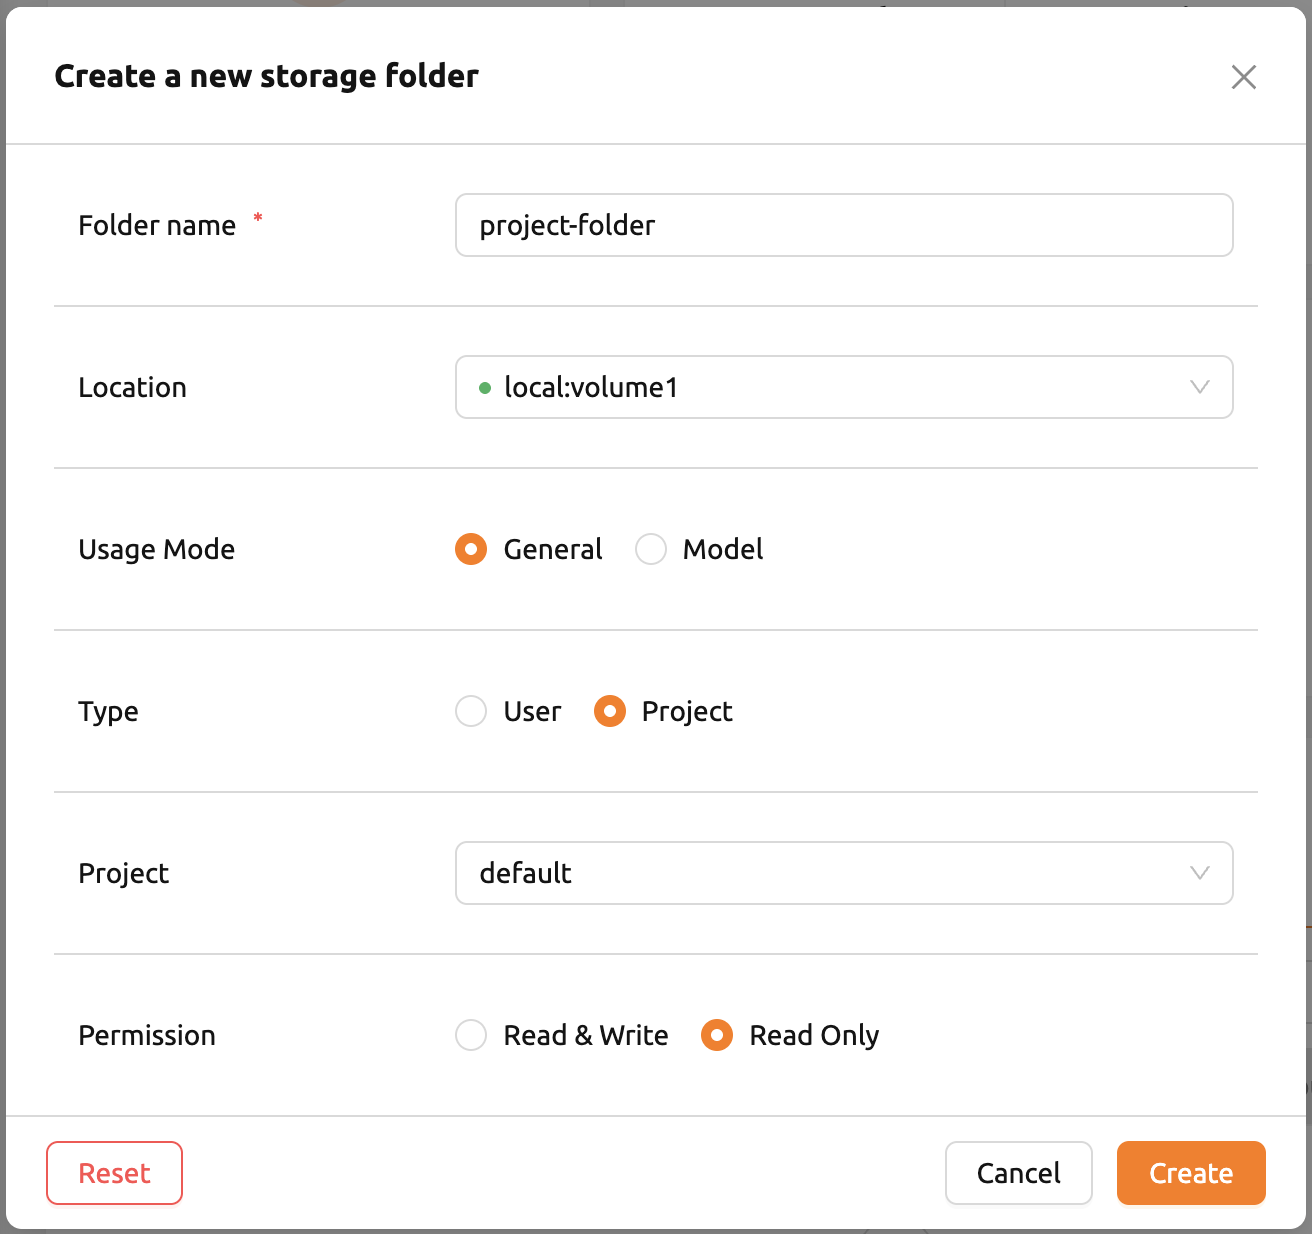 Create a new storage folder
Folder name *
project-folder
Location
local:volume1
Usage Mode
General
Model
Type
User
Project
Project
default
Permission
Read & Write
Read Only
Reset
Cancel
Create